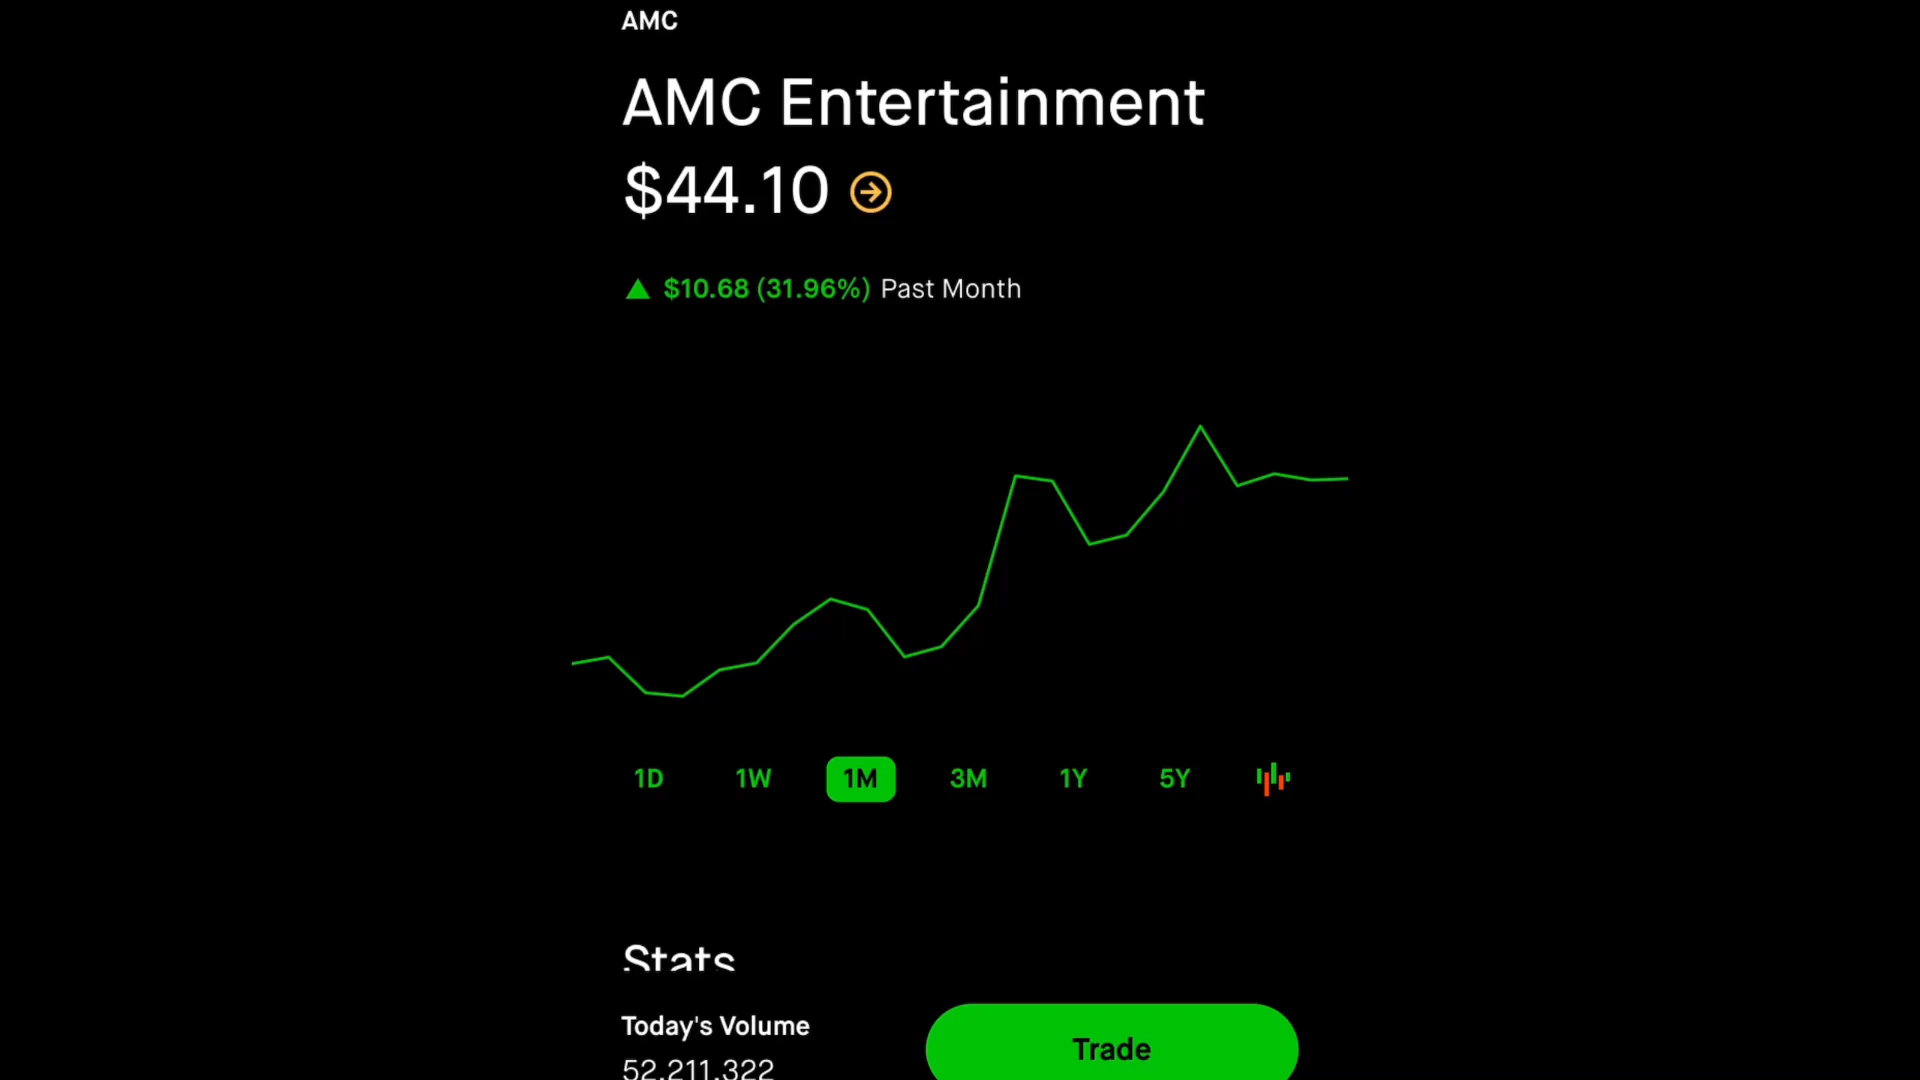 AMC
AMC Entertainment
$44.10
$10.68 (31.96%) Past Month
1D 1W 1M 3M 1Y 5Y
Stats
Today's Volume
52,211,322
Trade